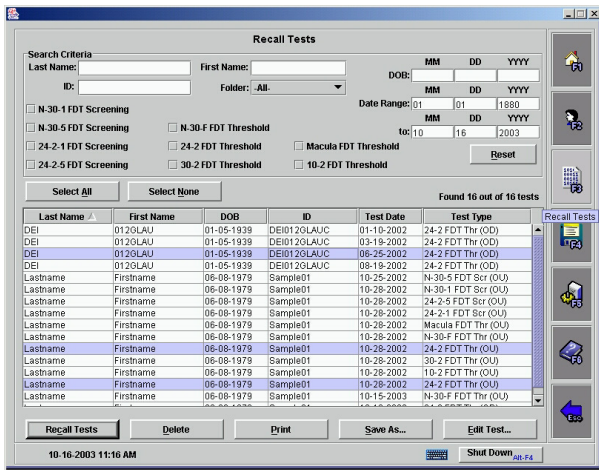 Recall Tests
Search Criteria
Last Name: First Name: MM DD YYYY
DOB:
ID: Folder: -All- MM DD YYYY
Date Range: 01 01 1880
N-30-1 FDT Screening
MM DD YYYY
N-30-5 FDT Screening N-30-F FDT Threshold to: 10 16 2003
24-2-1 FDT Screening 24-2 FDT Threshold Macula FDT Threshold
Reset
24-2-5 FDT Screening 30-2 FDT Threshold 10-2 FDT Threshold
Select All Select None Found 16 out of 16 tests
Last Name First Name DOB ID Test Date Test Type
DEI 012GLAU 01-05-1939 DEI012GLAUC 01-10-2002 24-2 FDT Thr (OD)
DEI 012GLAU 01-05-1939 DEI012GLAUC 03-19-2002 24-2 FDT Thr (OD)
DEI 012GLAU 01-05-1939 DEI012GLAUC 06-25-2002 24-2 FDT Thr (OD)
DEI 012GLAU 01-05-1939 DEI012GLAUC 08-19-2002 24-2 FDT Thr (OD)
Lastname Firstname 06-08-1979 Sample01 10-25-2002 N-30-5 FDT Scr (OU)
Lastname Firstname 06-08-1979 Sample01 10-28-2002 N-30-1 FDT Scr (OU)
Lastname Firstname 06-08-1979 Sample01 10-28-2002 24-2-5 FDT Scr (OU)
Lastname Firstname 06-08-1979 Sample01 10-28-2002 24-2-1 FDT Scr (OU)
Lastname Firstname 06-08-1979 Sample01 10-28-2002 Macula FDT Thr (OU)
Lastname Firstname 06-08-1979 Sample01 10-28-2002 N-30-F FDT Thr (OU)
Lastname Firstname 06-08-1979 Sample01 10-28-2002 24-2 FDT Thr (OU)
Lastname Firstname 06-08-1979 Sample01 10-28-2002 30-2 FDT Thr (OU)
Lastname Firstname 06-08-1979 Sample01 10-28-2002 10-2 FDT Thr (OU)
Lastname Firstname 06-08-1979 Sample01 10-28-2002 24-2 FDT Thr (OU)
Lastname Firstname 06-08-1979 Sample01 10-15-2003 N-30-F FDT Thr (OU)
Recall Tests Delete Print Save As... Edit Test...
10-16-2003 11:16 AM Shut Down Alt-F4
F1
F2
F3
Recall Tests
F4
F5
F6
Esc